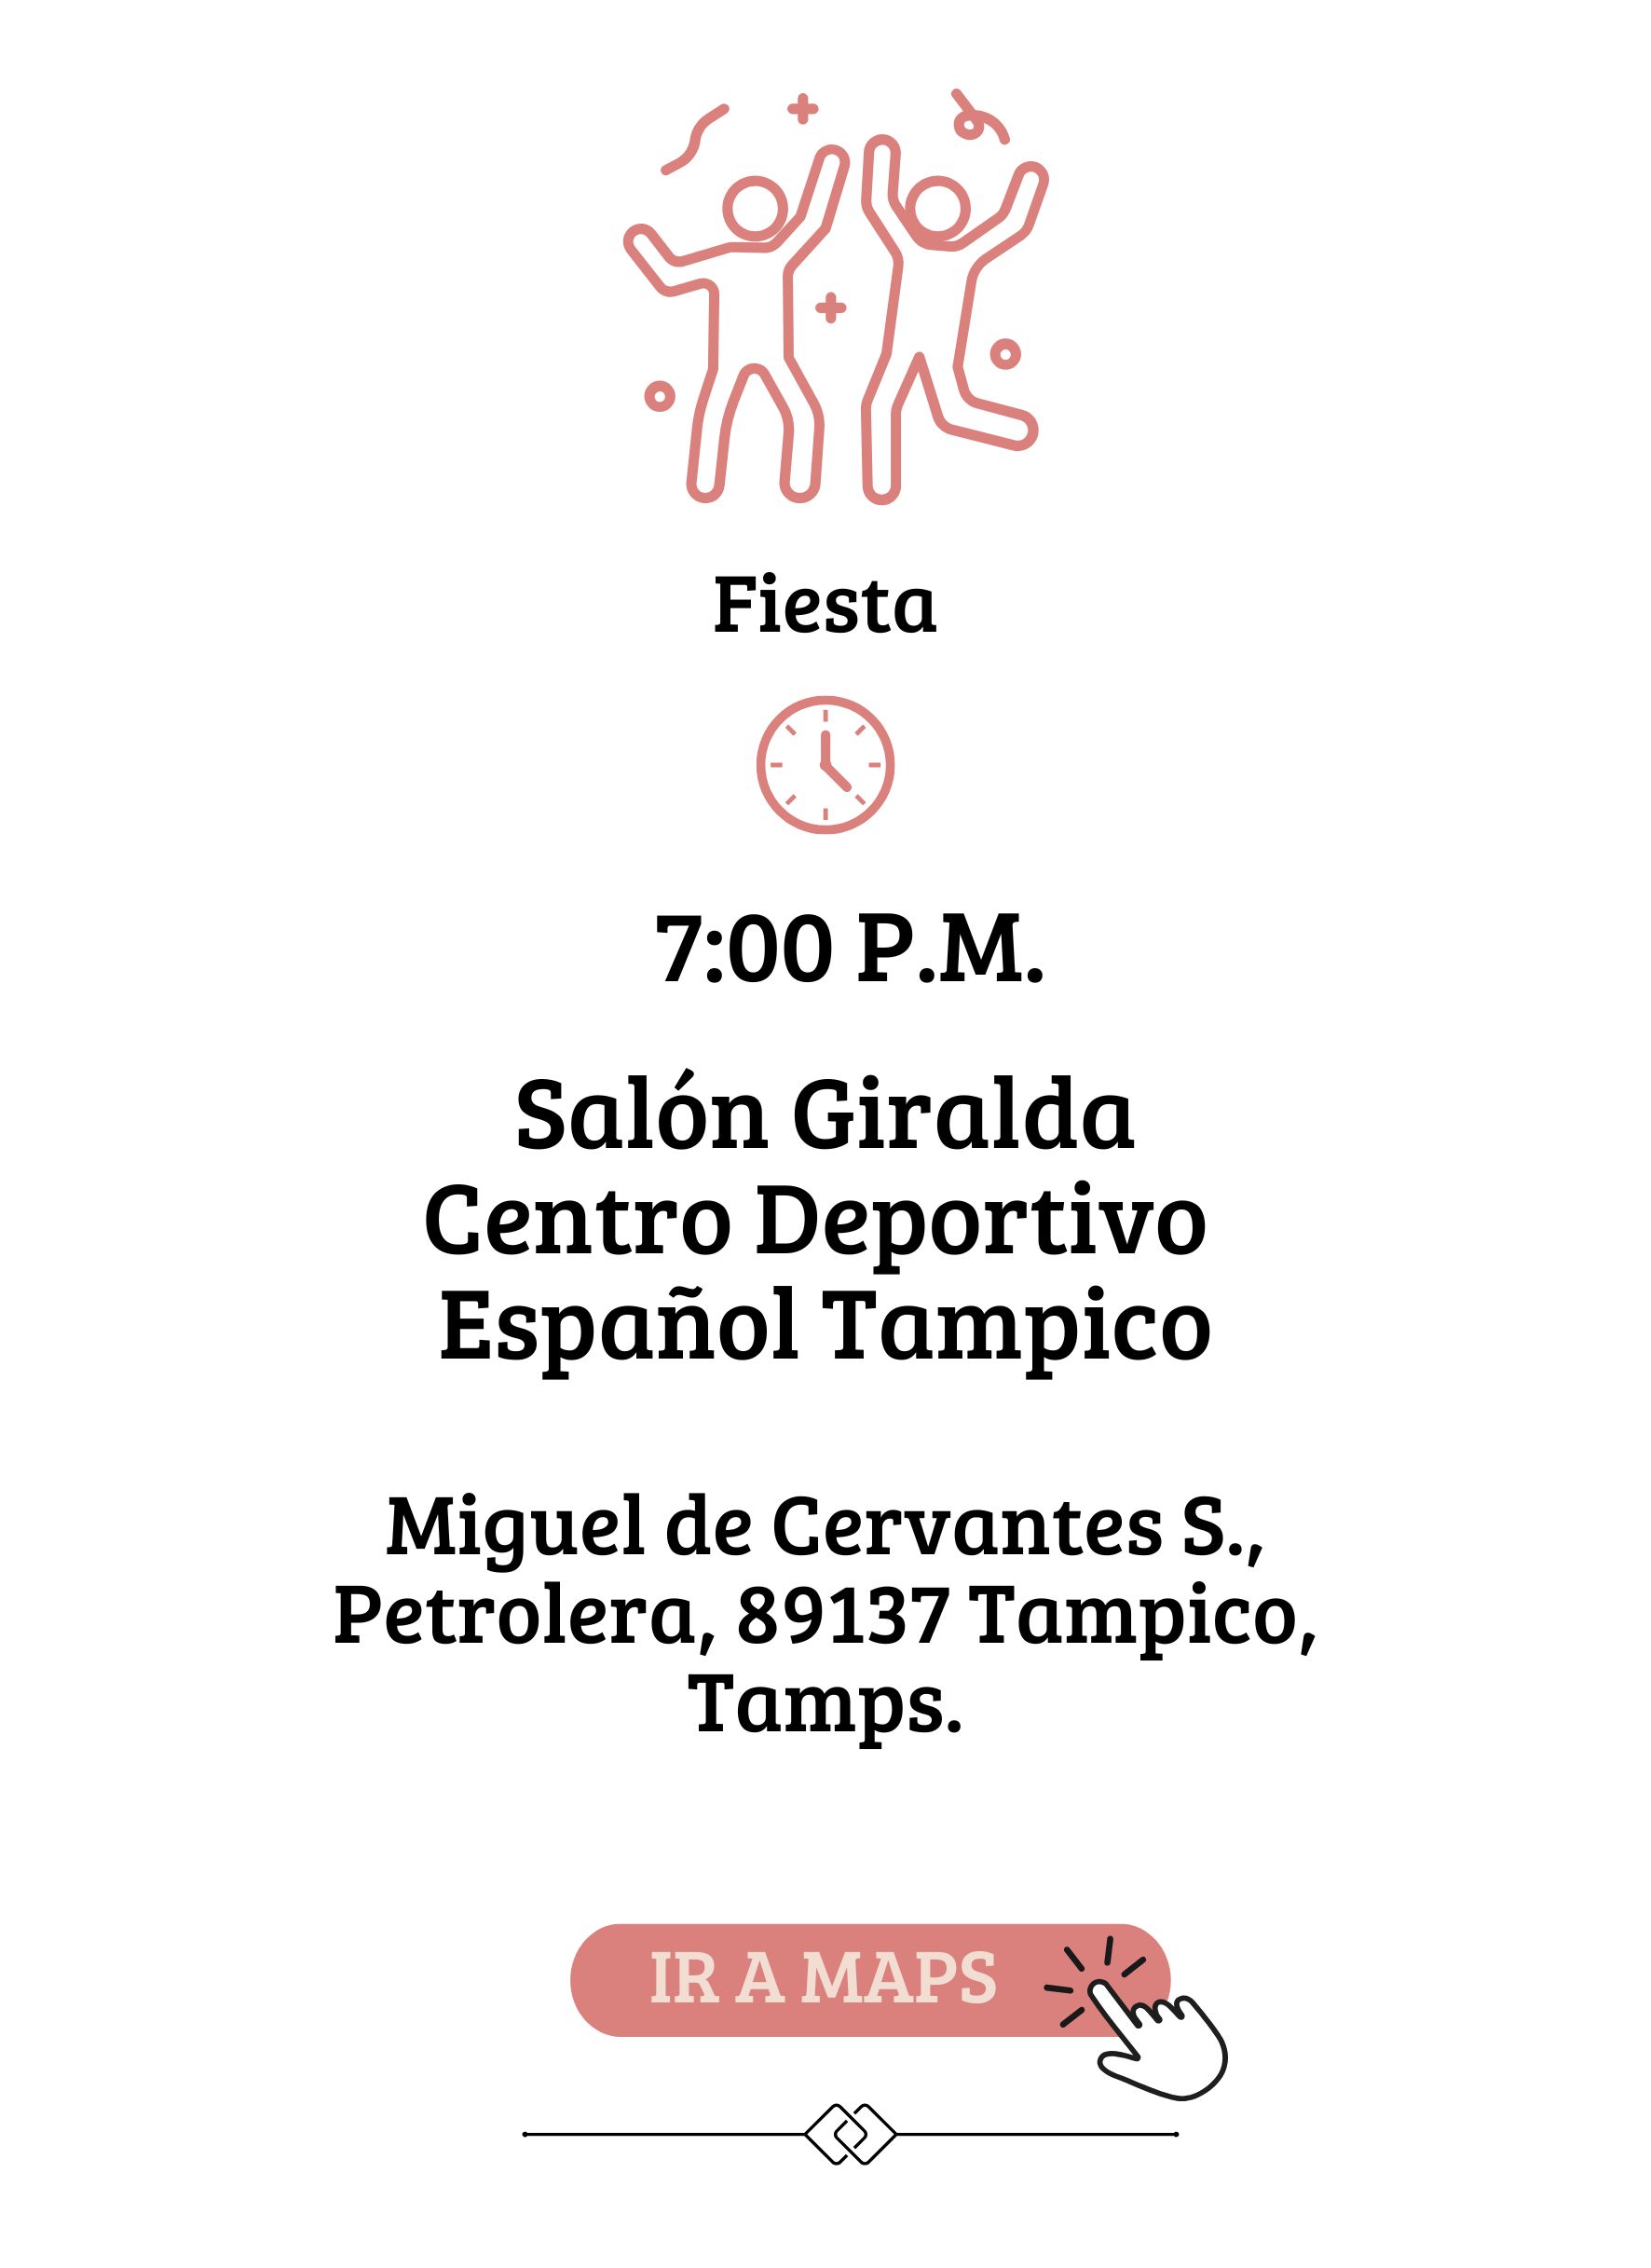 Fiesta
7:00 P.M.
Salón Giralda
Centro Deportivo
Español Tampico
Miguel de Cervantes S.,
Petrolera, 89137 Tampico,
Tamps.
IR A MAPS